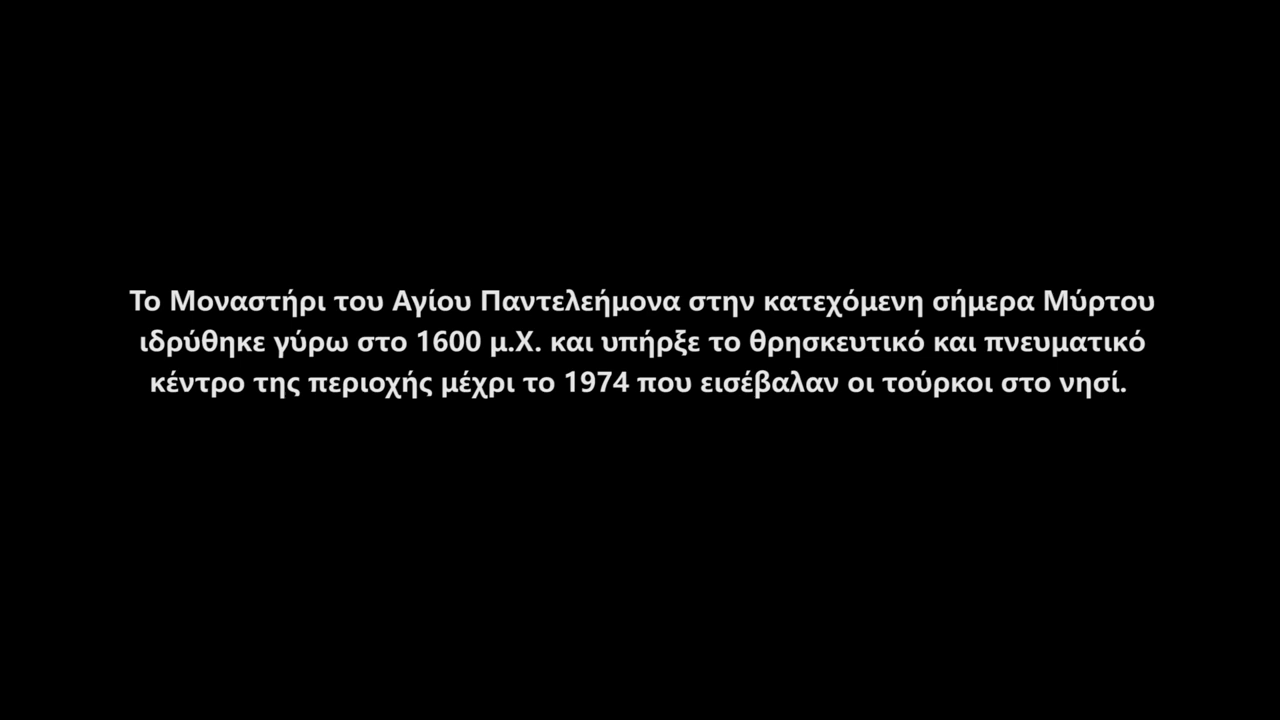 Το Μοναστήρι του Αγίου Παντελεήμονα στην κατεχόμενη σήμερα Μύρτου
ιδρύθηκε γύρω στο 1600 μ.Χ. και υπήρξε το θρησκευτικό και πνευματικό
κέντρο της περιοχής μέχρι το 1974 που εισέβαλαν οι τούρκοι στο νησί.